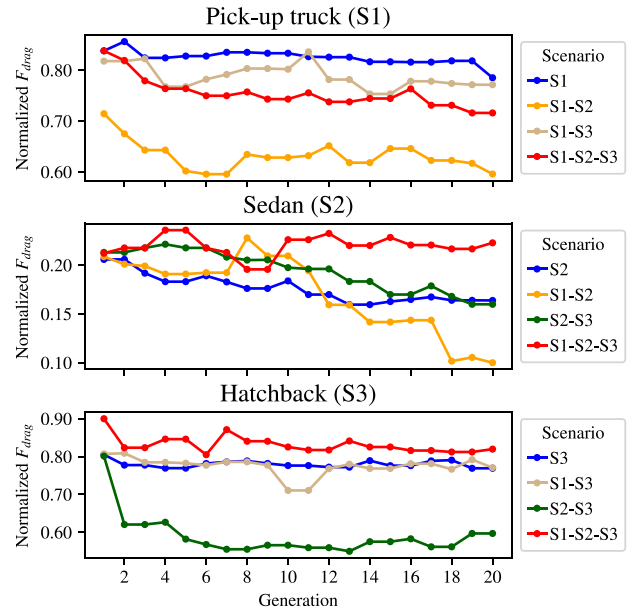 Pick-up truck (S1)
Normalized F_drag
0.80
0.70
0.60
Scenario
S1
S1-S2
S1-S3
S1-S2-S3
Sedan (S2)
Normalized F_drag
0.20
0.15
0.10
Scenario
S2
S1-S2
S2-S3
S1-S2-S3
Hatchback (S3)
Normalized F_drag
0.90
0.80
0.70
0.60
Scenario
S3
S1-S3
S2-S3
S1-S2-S3
2 4 6 8 10 12 14 16 18 20
Generation